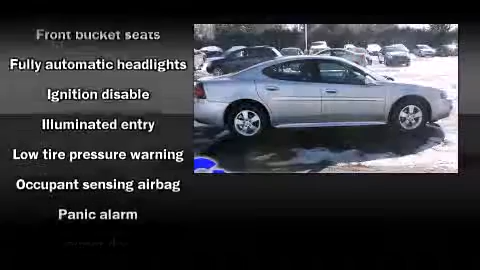 Front bucket seats
Fully automatic headlights
Ignition disable
Illuminated entry
Low tire pressure warning
Occupant sensing airbag
Panic alarm